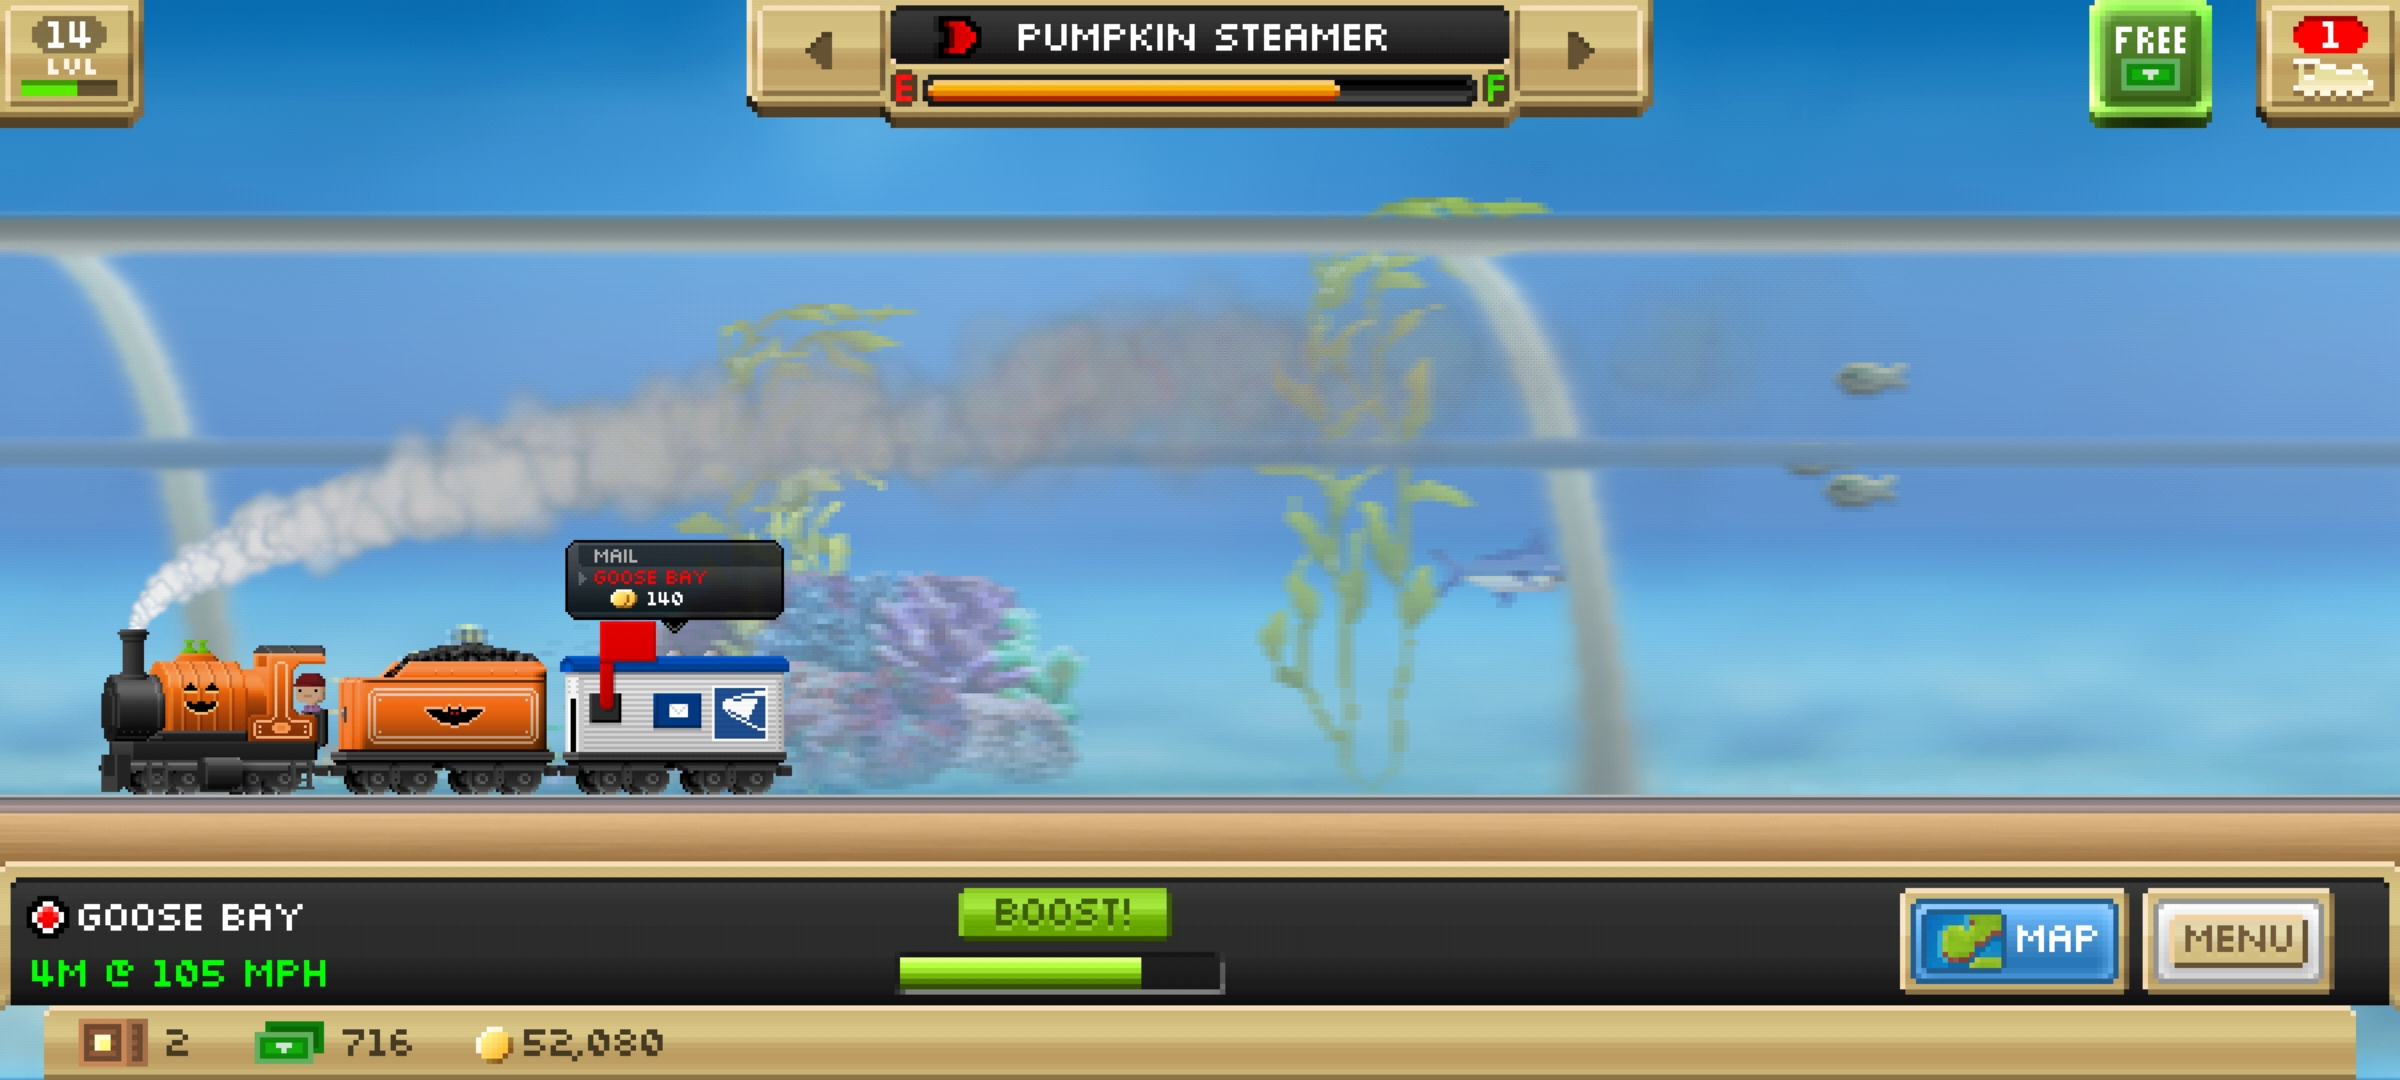 14
LVL
PUMPKIN STEAMER
E
F
FREE
1
MAIL
GOOSE BAY
140
GOOSE BAY
4M @ 105 MPH
BOOST!
MAP
MENU
2
716
52,080